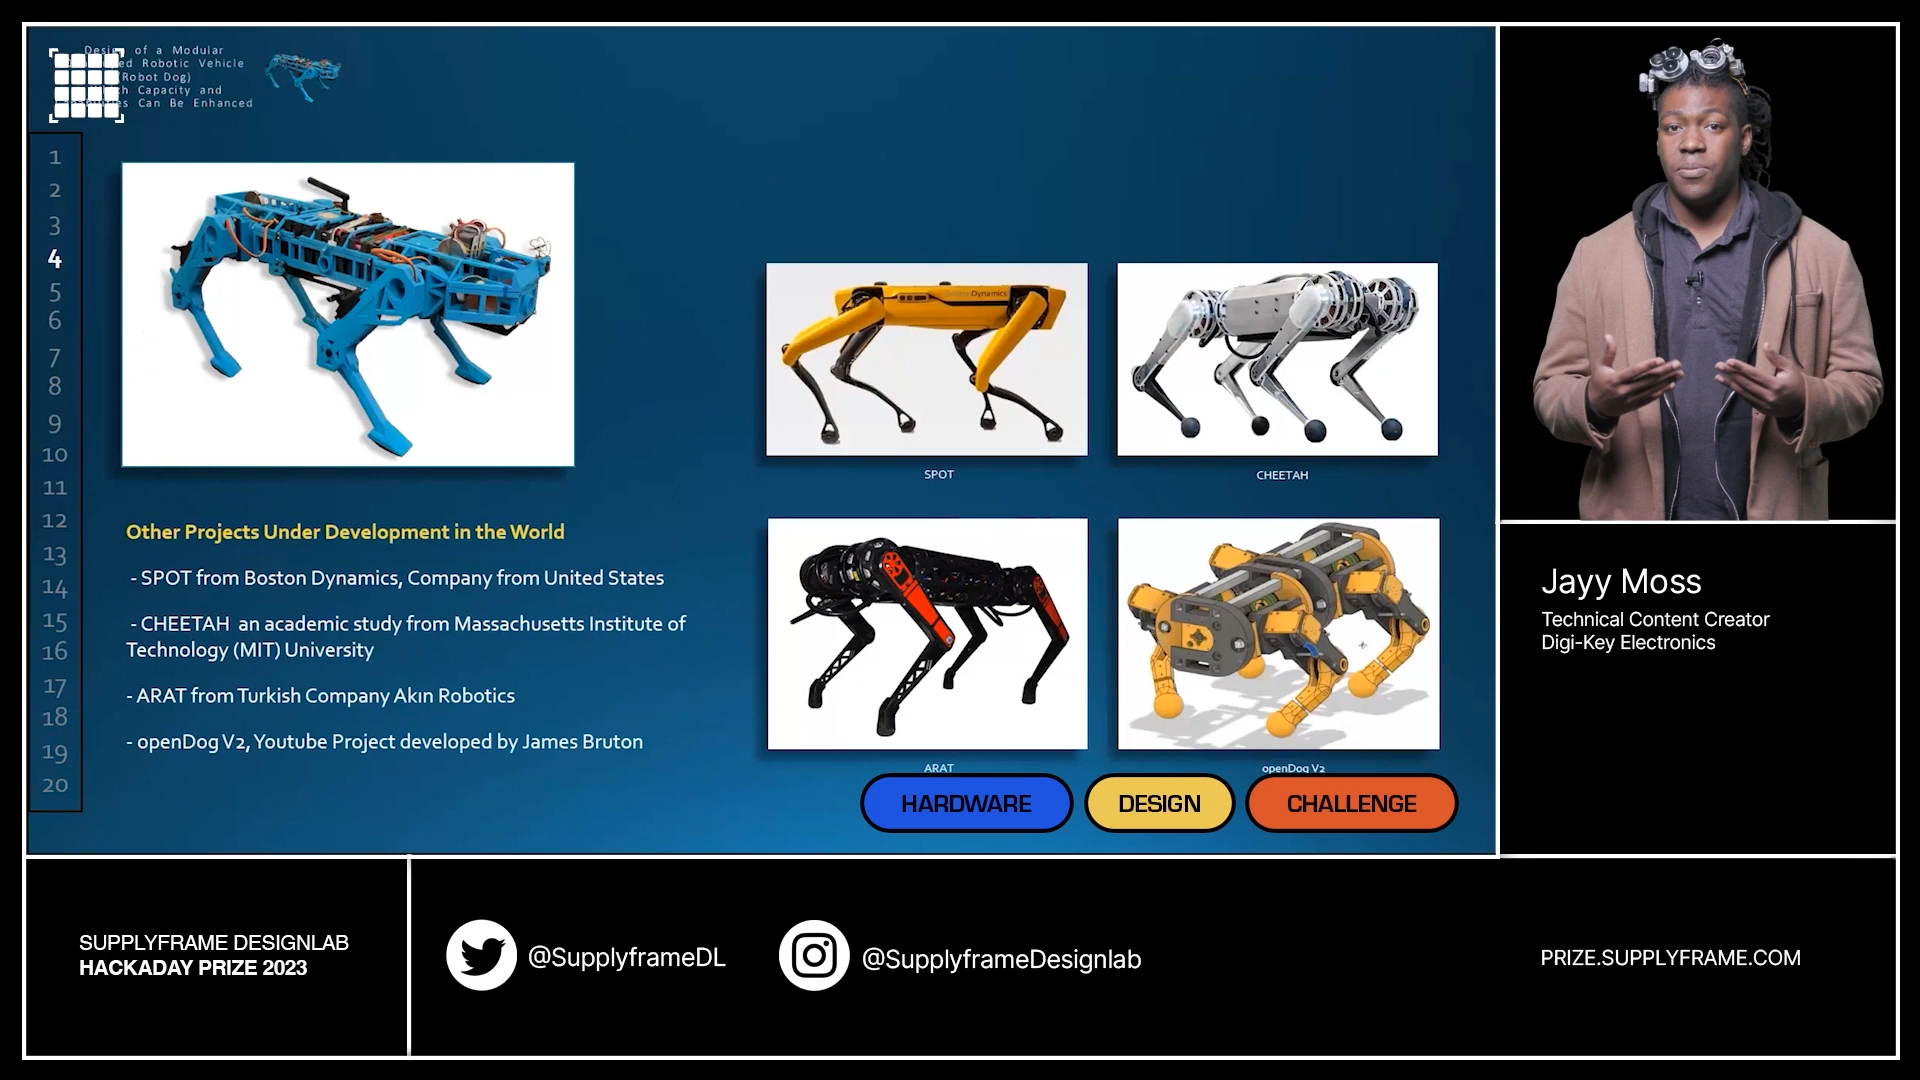 Design of a Modular
ed Robotic Vehicle
(Robot Dog)
Capacity and
Can Be Enhanced
1
2
3
4
5
6
7
8
9
10
11
12
13
14
15
16
17
18
19
20
Other Projects Under Development in the World
- SPOT from Boston Dynamics, Company from United States
- CHEETAH an academic study from Massachusetts Institute of
Technology (MIT) University
- ARAT from Turkish Company Akın Robotics
- openDog V2, Youtube Project developed by James Bruton
Dynamics
SPOT
CHEETAH
ARAT
openDog V2
HARDWARE
DESIGN
CHALLENGE
Jayy Moss
Technical Content Creator
Digi-Key Electronics
SUPPLYFRAME DESIGNLAB
HACKADAY PRIZE 2023
@SupplyframeDL
@SupplyframeDesignlab
PRIZE.SUPPLYFRAME.COM